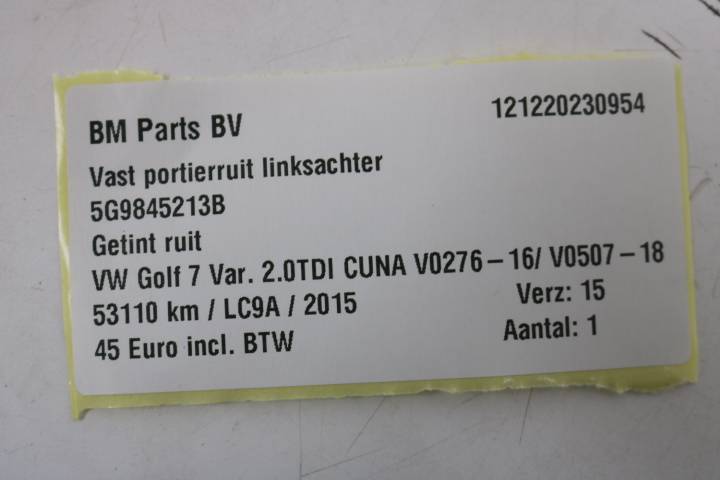 BM Parts BV 121220230954
Vast portierruit linksachter
5G9845213B
Getint ruit
VW Golf 7 Var. 2.0TDI CUNA V0276-16/ V0507-18
53110 km / LC9A / 2015 Verz: 15
45 Euro incl. BTW Aantal: 1